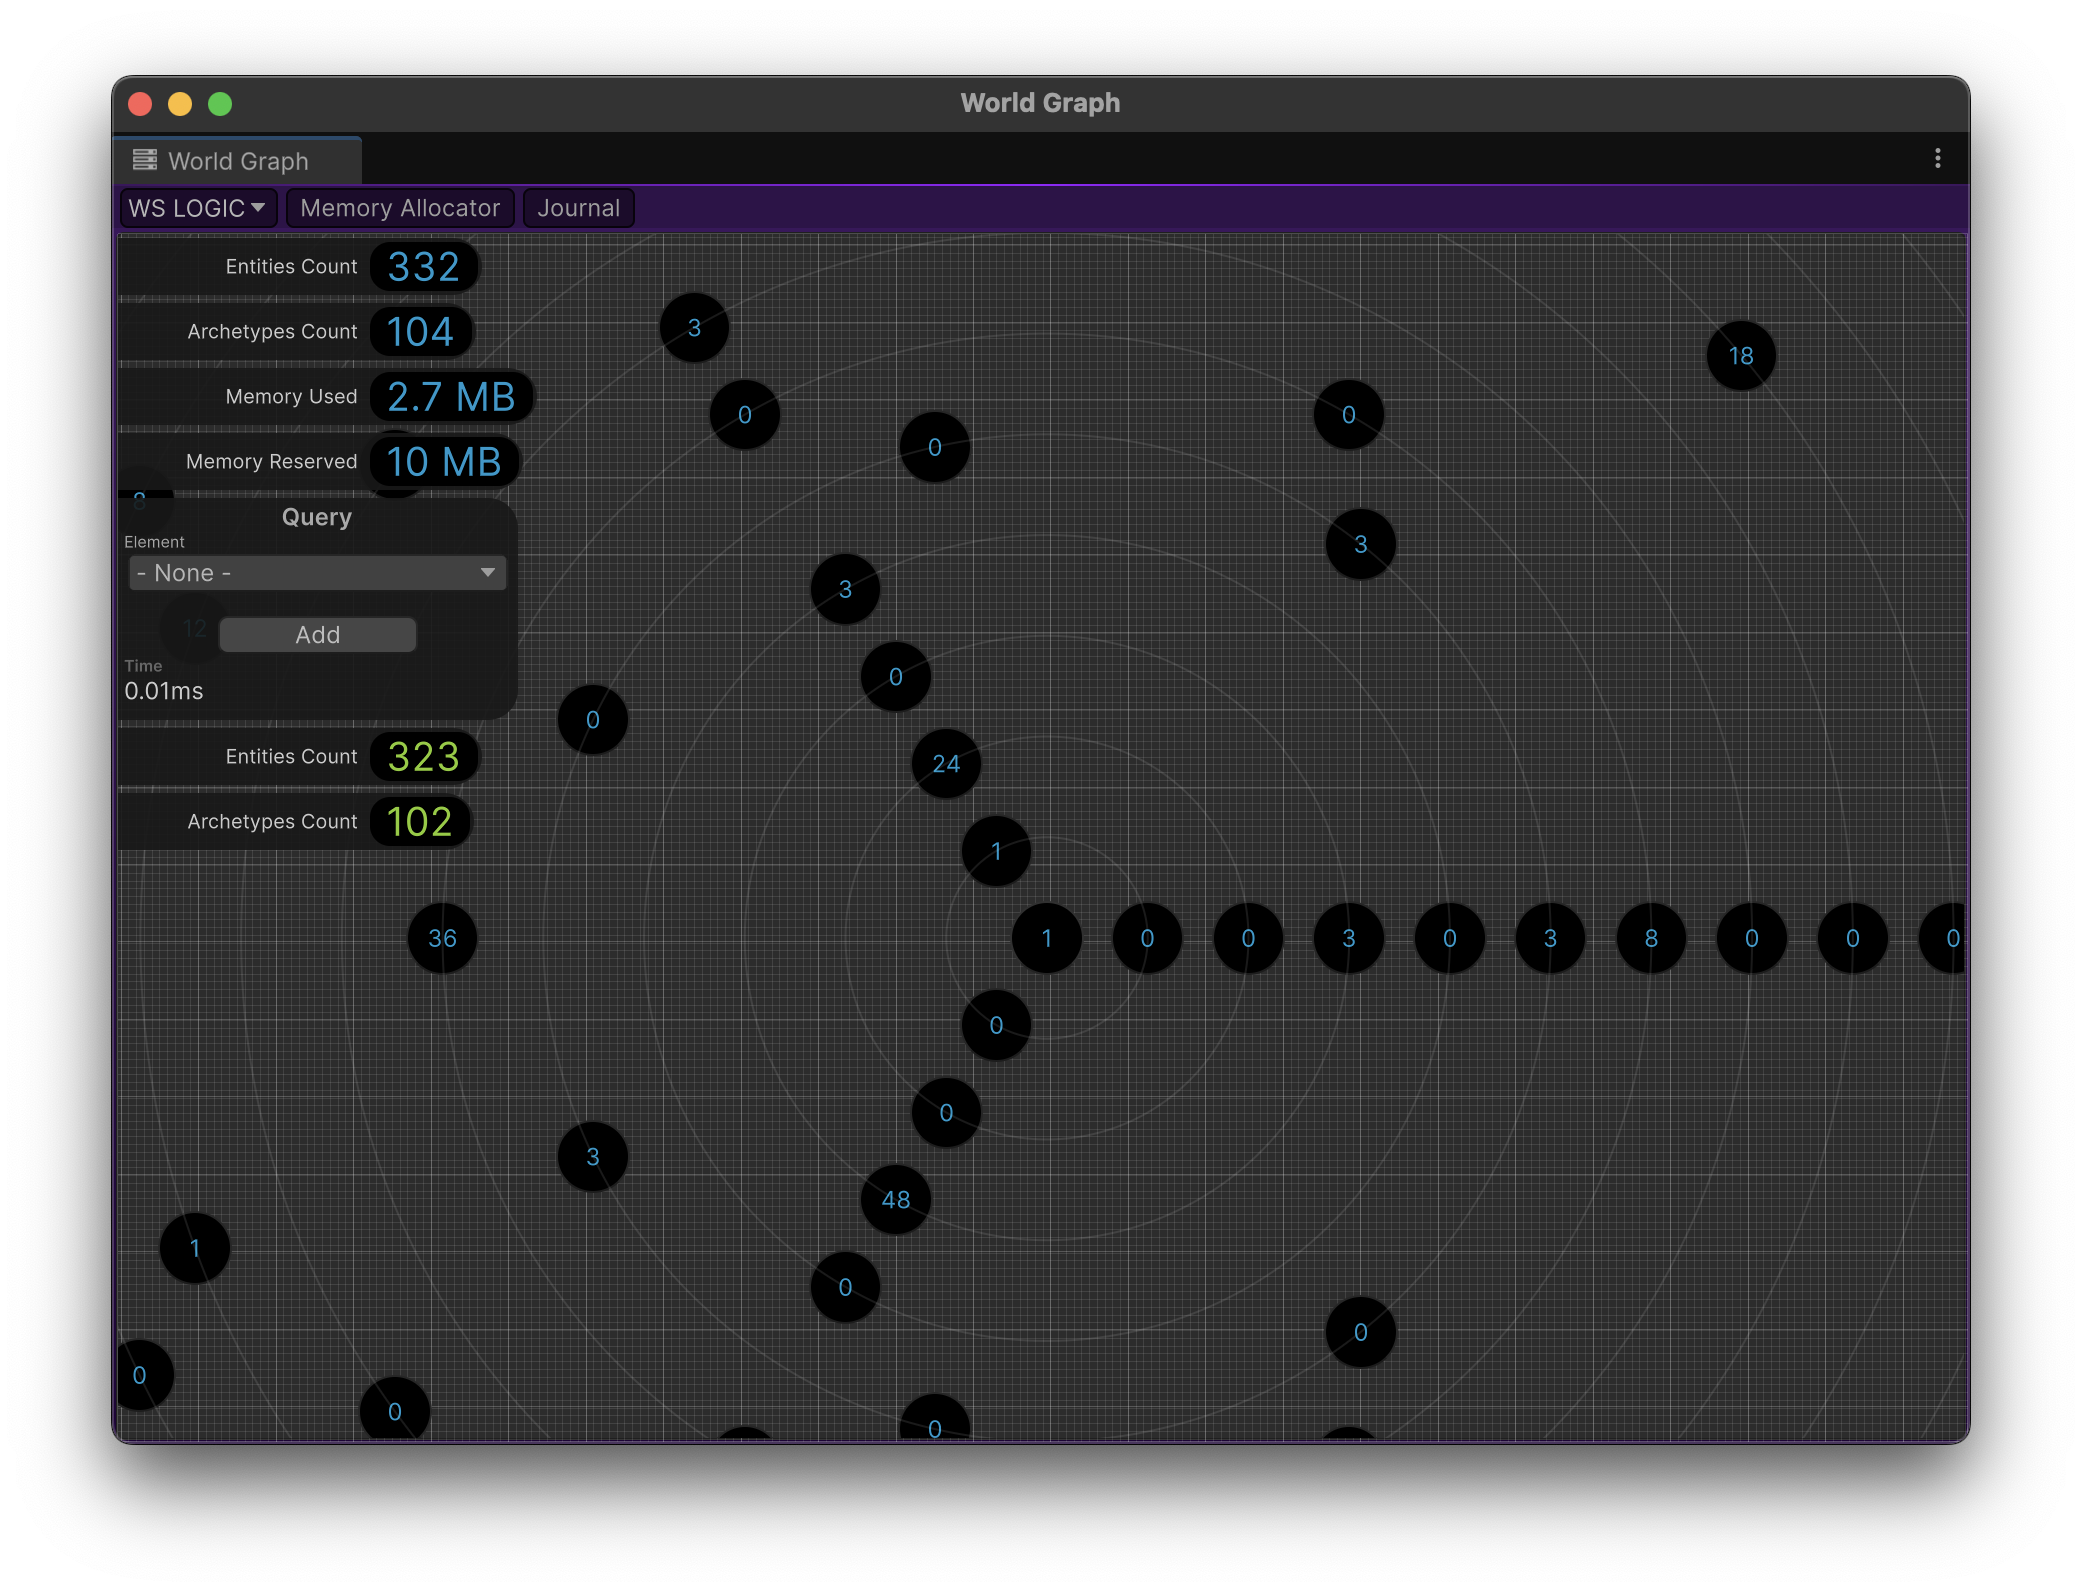 World Graph
World Graph
WS LOGIC Memory Allocator Journal
Entities Count 332
Archetypes Count 104
Memory Used 2.7 MB
Memory Reserved 10 MB
Query
Element
- None -
Add
Time
0.01ms
Entities Count 323
Archetypes Count 102
3
18
0
0
0
8
3
3
12
0
0
24
1
36
1
0
0
3
0
3
8
0
0
0
0
0
3
48
1
0
0
0
0
0